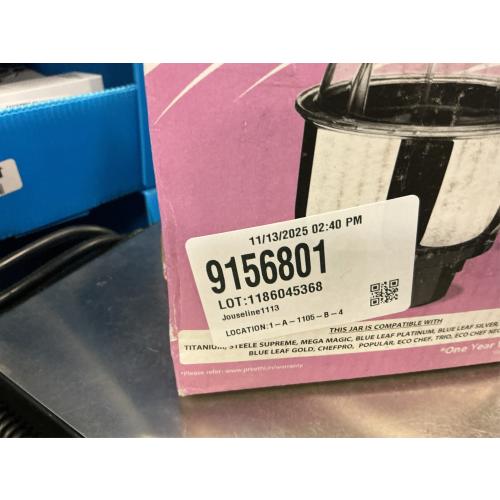 11/13/2025 02:40 PM
9156801
LOT:1186045368
Jouseline1113
LOCATION:1-A-1105-B-4
THIS JAR IS COMPATIBLE WITH
TITANIUM, STEELE SUPREME, MEGA MAGIC, BLUE LEAF PLATINUM, BLUE LEAF SILVER,
BLUE LEAF GOLD, CHEFPRO, POPULAR, ECO CHEF, TRIO, ECO CHEF
*One Year
*Please refer: www.preethi.in/warranty